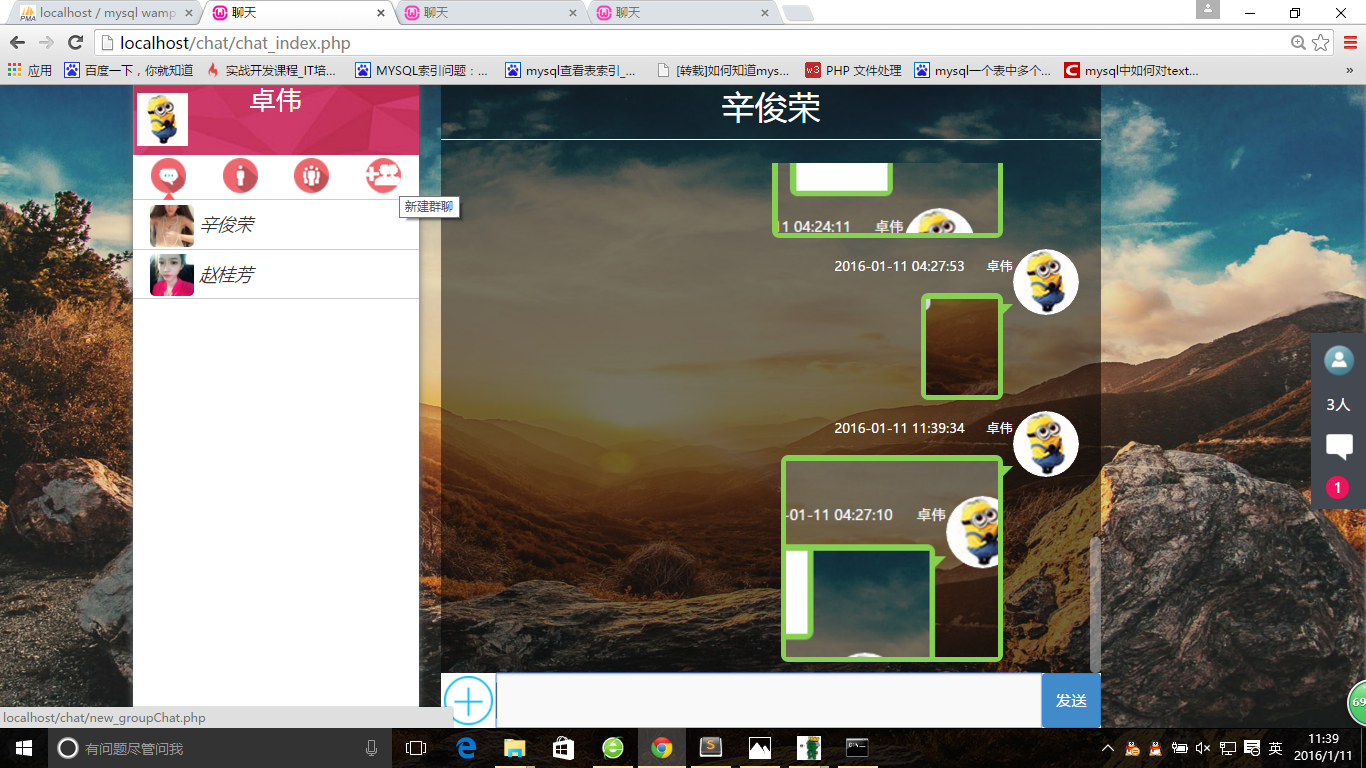 localhost / mysql wamp
聊天
聊天
聊天
localhost/chat/chat_index.php
应用
百度一下，你就知道
实战开发课程_IT培...
MYSQL索引问题：...
mysql查看表索引_...
[转载]如何知道mys...
PHP 文件处理
mysql一个表中多个...
mysql中如何对text...
»
卓伟
新建群聊
辛俊荣
赵桂芳
辛俊荣
11 04:24:11 卓伟
2016-01-11 04:27:53 卓伟
2016-01-11 11:39:34 卓伟
-01-11 04:27:10 卓伟
3人
1
发送
69
localhost/chat/new_groupChat.php
有问题尽管问我
英
11:39
2016/1/11